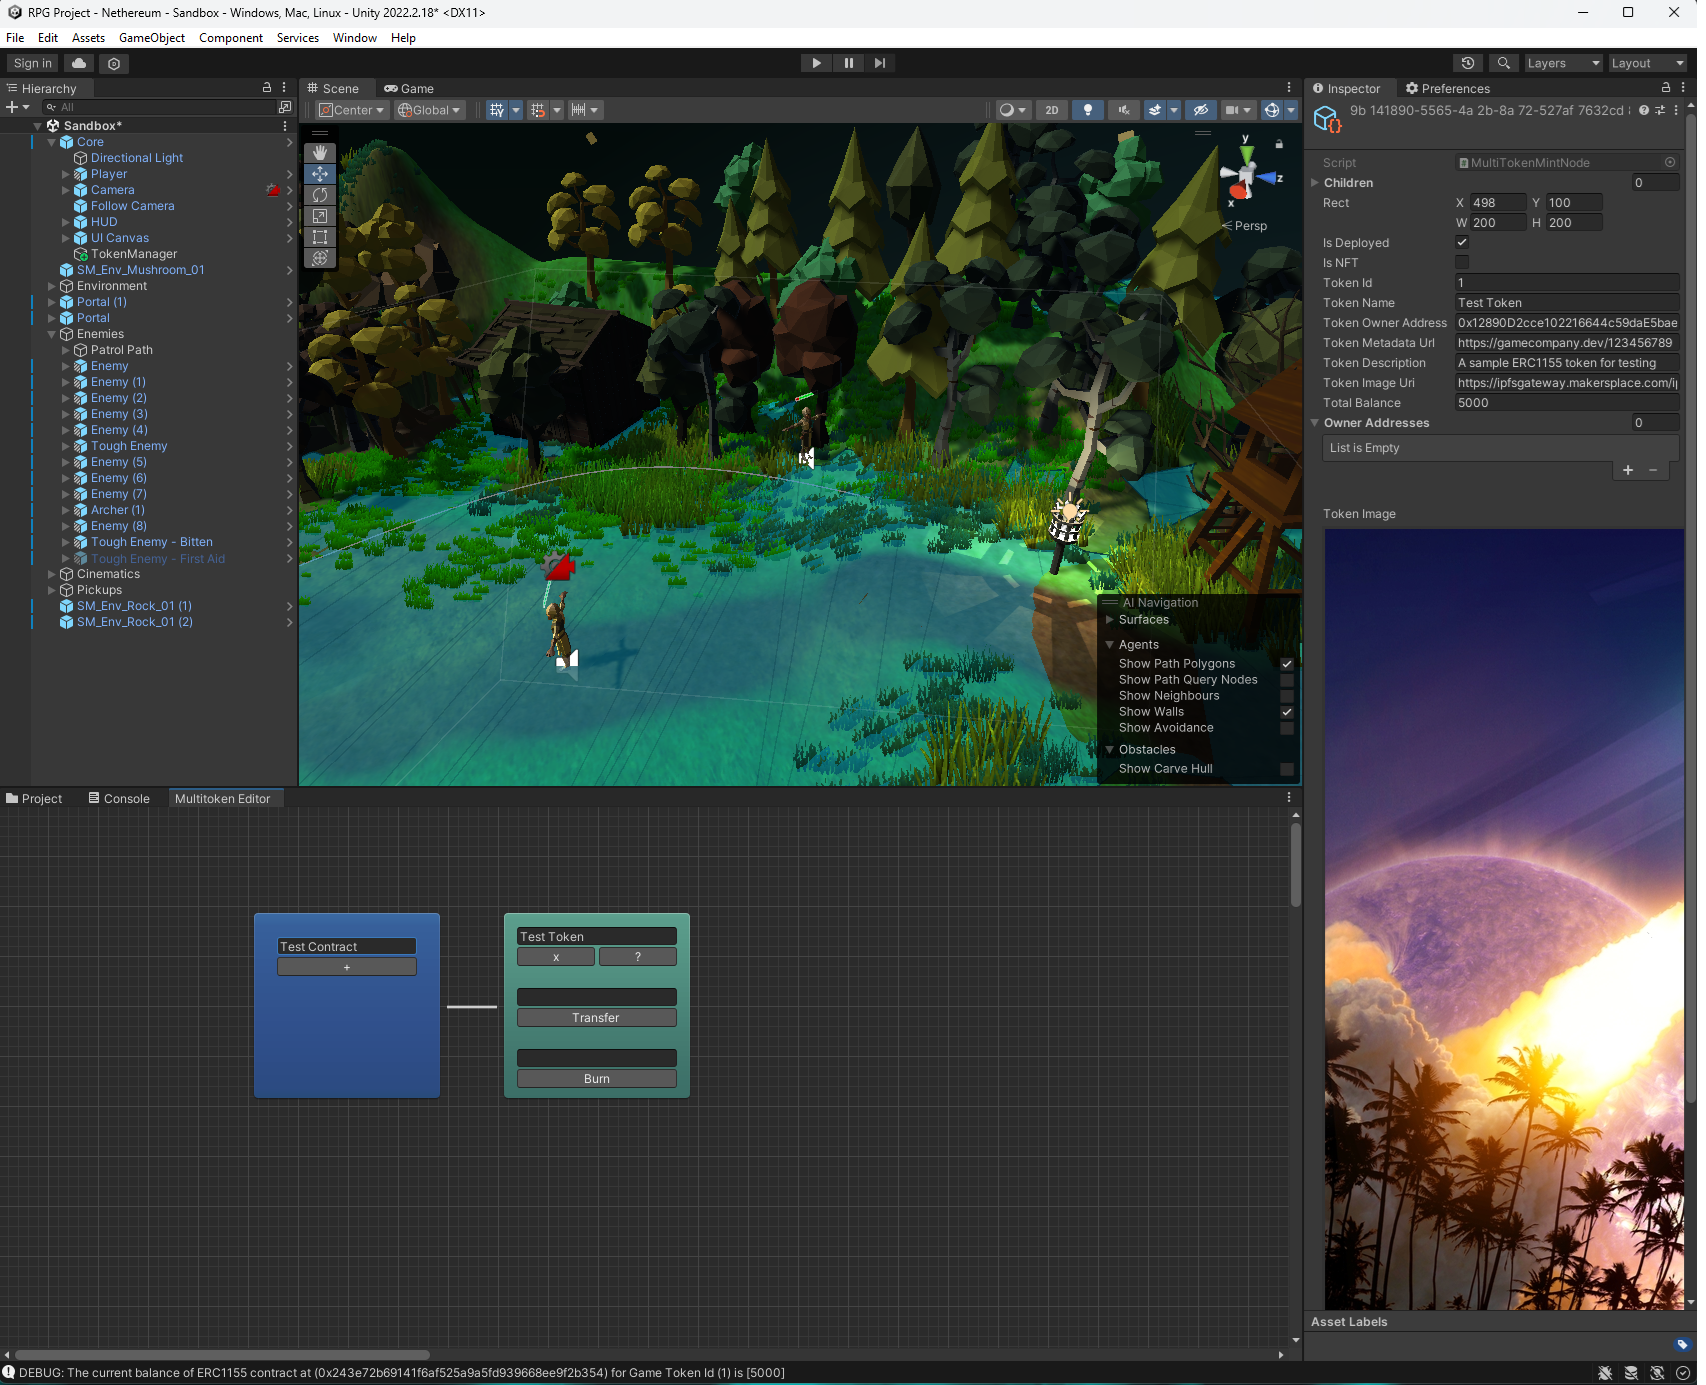 RPG Project - Nethereum - Sandbox - Windows, Mac, Linux - Unity 2022.2.18* <DX11>
File Edit Assets GameObject Component Services Window Help
Sign in
Layers Layout
Hierarchy
All
Sandbox*
Core
Directional Light
Player
Camera
Follow Camera
HUD
UI Canvas
TokenManager
SM_Env_Mushroom_01
Environment
Portal (1)
Portal
Enemies
Patrol Path
Enemy
Enemy (1)
Enemy (2)
Enemy (3)
Enemy (4)
Tough Enemy
Enemy (5)
Enemy (6)
Enemy (7)
Archer (1)
Enemy (8)
Tough Enemy - Bitten
Tough Enemy - First Aid
Cinematics
Pickups
SM_Env_Rock_01 (1)
SM_Env_Rock_01 (2)
Scene Game
Center Global 2D
y
z
x
Persp
AI Navigation
Surfaces
Agents
Show Path Polygons
Show Path Query Nodes
Show Neighbours
Show Walls
Show Avoidance
Obstacles
Show Carve Hull
Inspector Preferences
9b 141890-5565-4a 2b-8a 72-527af 7632cd
Script MultiTokenMintNode
Children 0
Rect X 498 Y 100
W 200 H 200
Is Deployed
Is NFT
Token Id 1
Token Name Test Token
Token Owner Address 0x12890D2cce102216644c59daE5bae
Token Metadata Url https://gamecompany.dev/123456789
Token Description A sample ERC1155 token for testing
Token Image Uri https://ipfsgateway.makersplace.com/i
Total Balance 5000
Owner Addresses 0
List is Empty
+ −
Token Image
Asset Labels
Project Console Multitoken Editor
Test Contract
+
Test Token
x ?
Transfer
Burn
DEBUG: The current balance of ERC1155 contract at (0x243e72b69141f6af525a9a5fd939668ee9f2b354) for Game Token Id (1) is [5000]